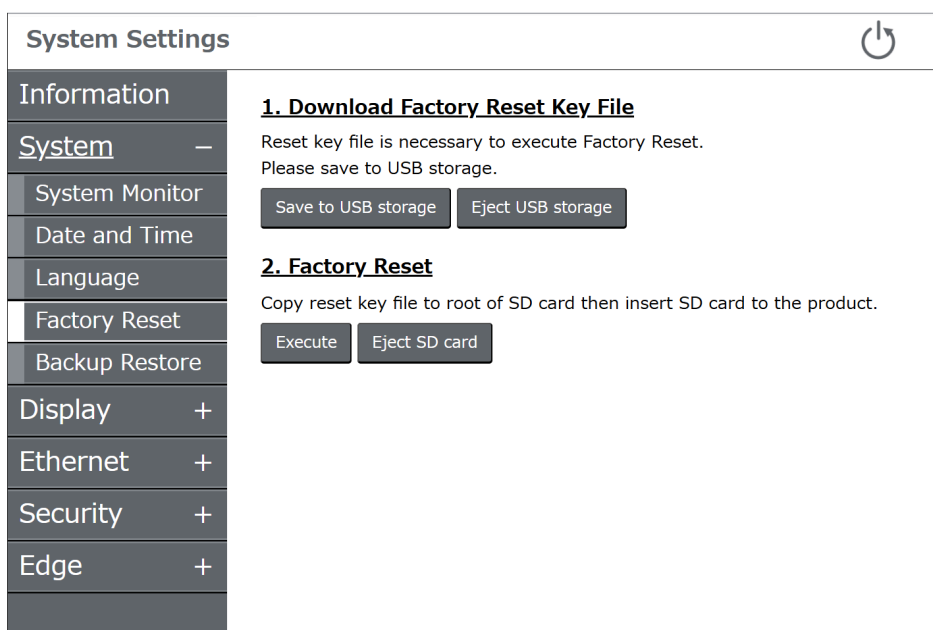 System Settings
Information
System −
System Monitor
Date and Time
Language
Factory Reset
Backup Restore
Display +
Ethernet +
Security +
Edge +
1. Download Factory Reset Key File
Reset key file is necessary to execute Factory Reset.
Please save to USB storage.
Save to USB storage Eject USB storage
2. Factory Reset
Copy reset key file to root of SD card then insert SD card to the product.
Execute Eject SD card